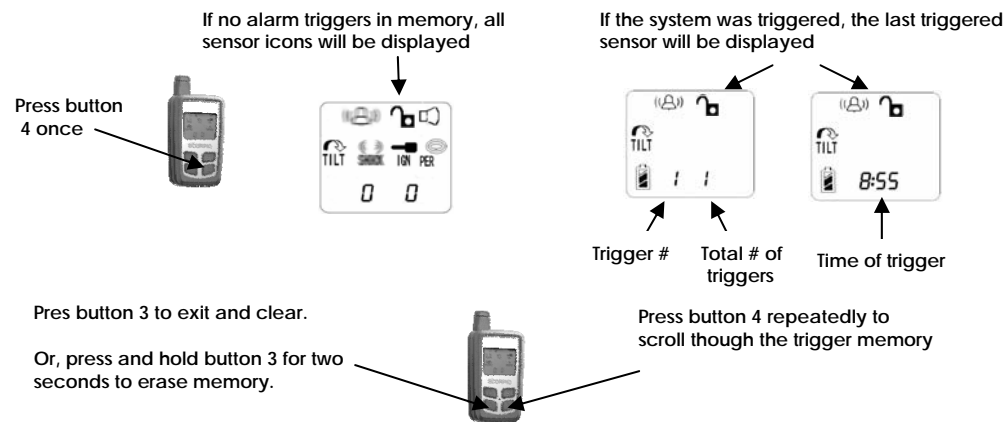 If no alarm triggers in memory, all
sensor icons will be displayed
If the system was triggered, the last triggered
sensor will be displayed
Press button
4 once
TILT SHOCK IGN PER
0 0
TILT
1 1
TILT
8:55
Trigger #
Total # of
triggers
Time of trigger
Pres button 3 to exit and clear.
Or, press and hold button 3 for two
seconds to erase memory.
Press button 4 repeatedly to
scroll though the trigger memory